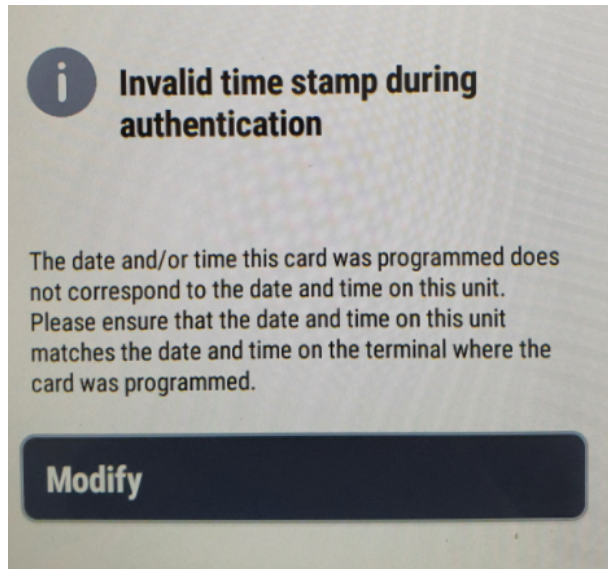 Invalid time stamp during
authentication
The date and/or time this card was programmed does
not correspond to the date and time on this unit.
Please ensure that the date and time on this unit
matches the date and time on the terminal where the
card was programmed.
Modify